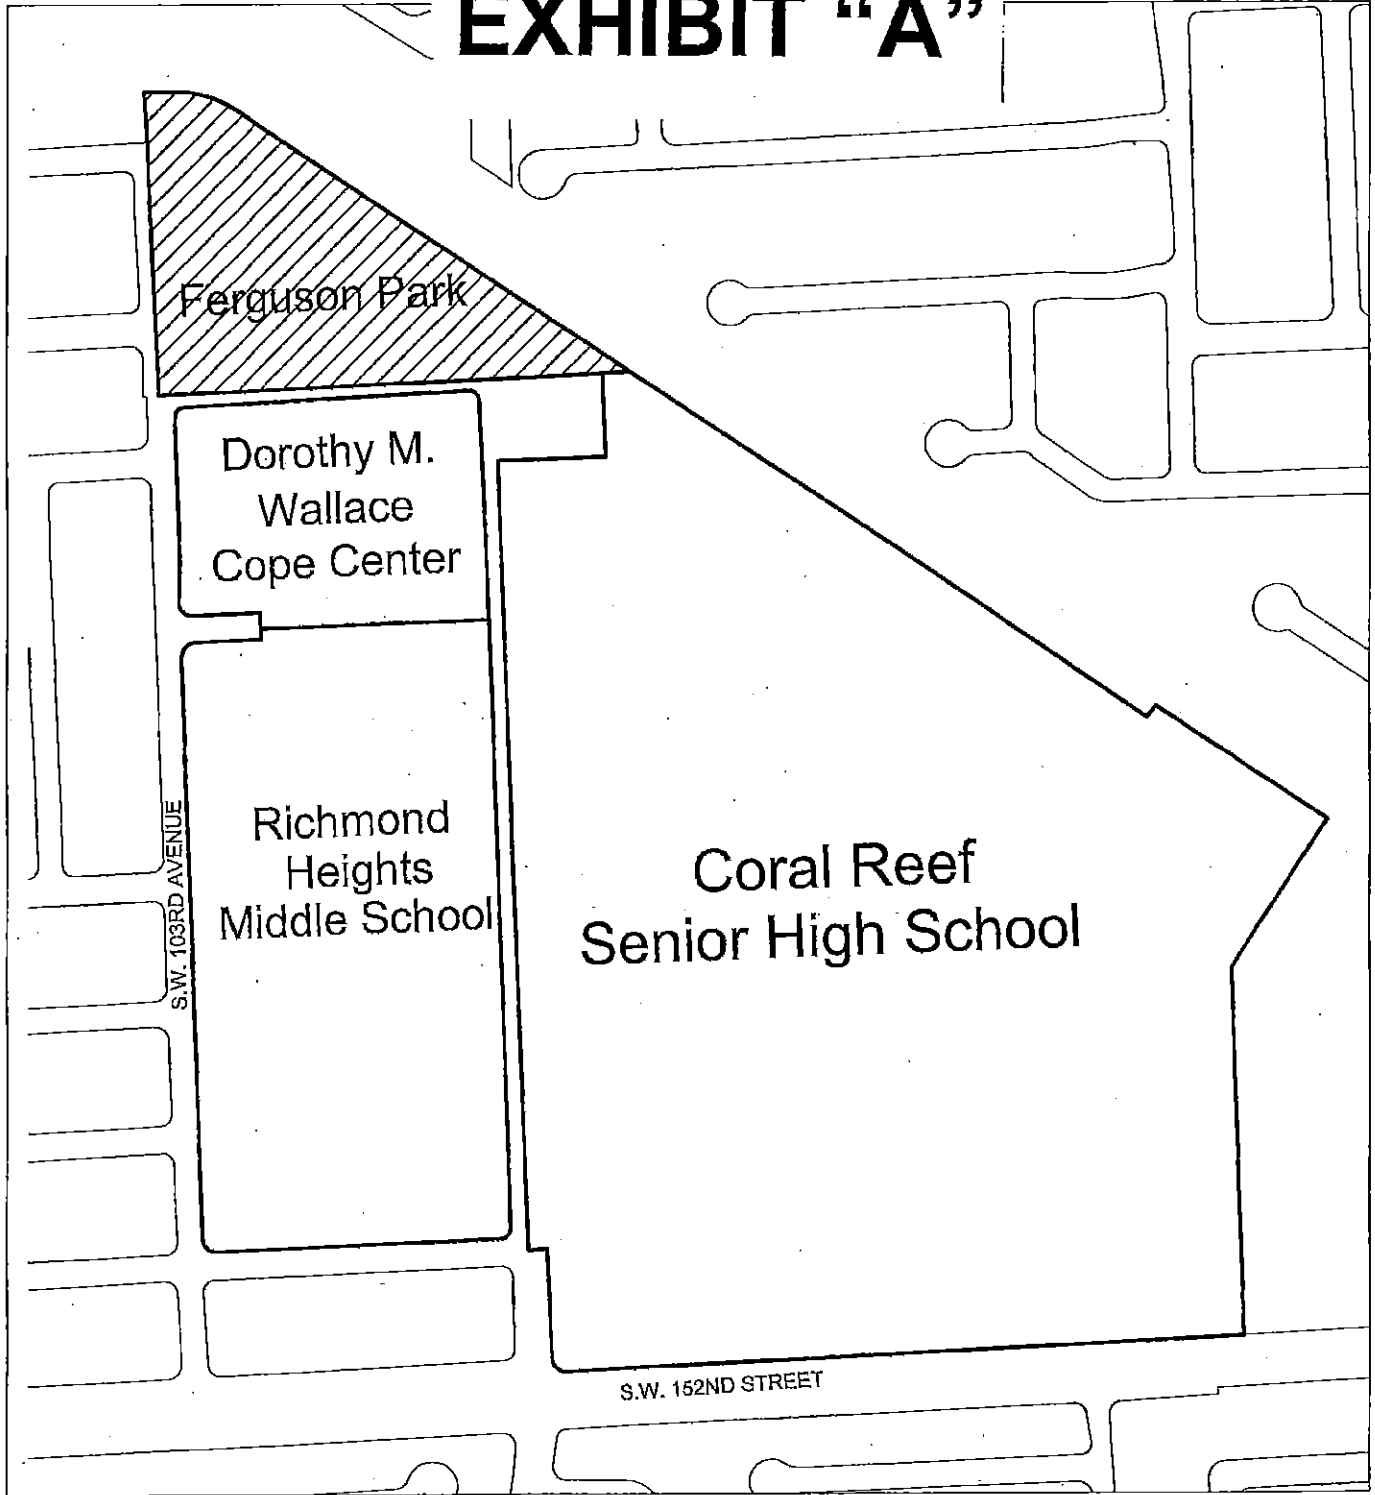 EXHIBIT “A”
Ferguson Park
Dorothy M.
Wallace
Cope Center
Richmond
Heights
Middle School
S.W. 103RD AVENUE
Coral Reef
Senior High School
S.W. 152ND STREET